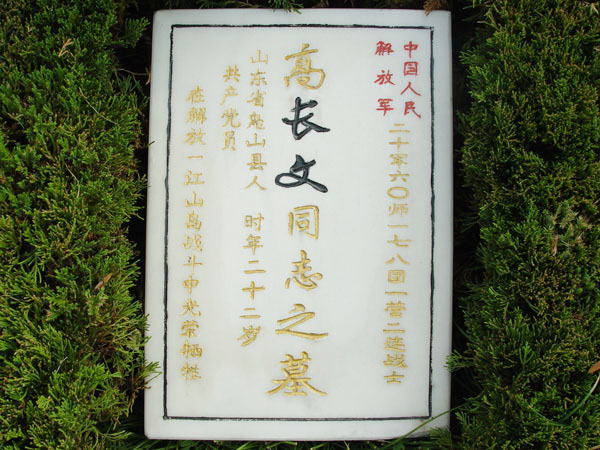 中国人民
解放军
二十军六〇师一七八团一营二连战士
高长文同志之墓
山东省凫山县人 时年二十二岁
共产党员
在解放一江山岛战斗中光荣牺牲